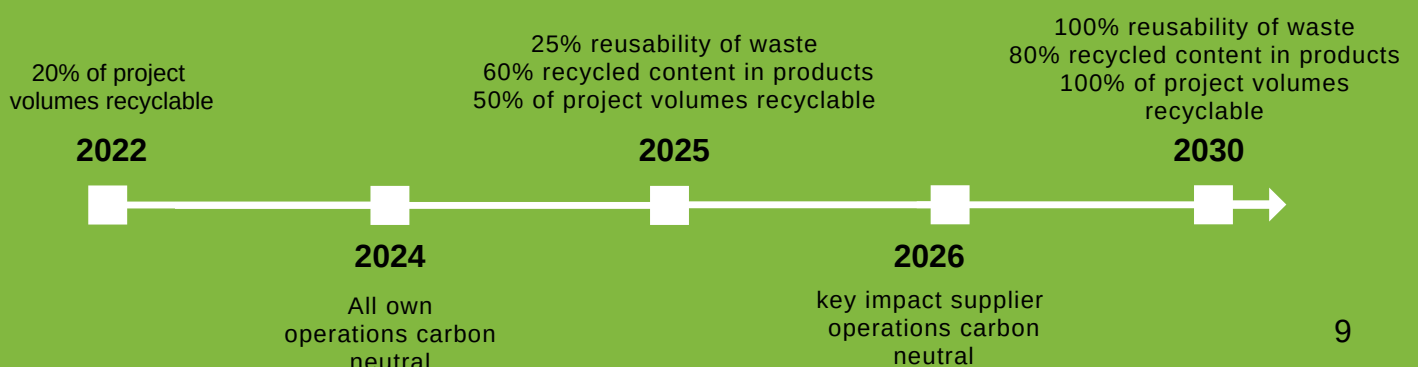 20% of project
volumes recyclable
2022
25% reusability of waste
60% recycled content in products
50% of project volumes recyclable
2025
100% reusability of waste
80% recycled content in products
100% of project volumes
recyclable
2030
2024
All own
operations carbon
neutral
2026
key impact supplier
operations carbon
neutral
9